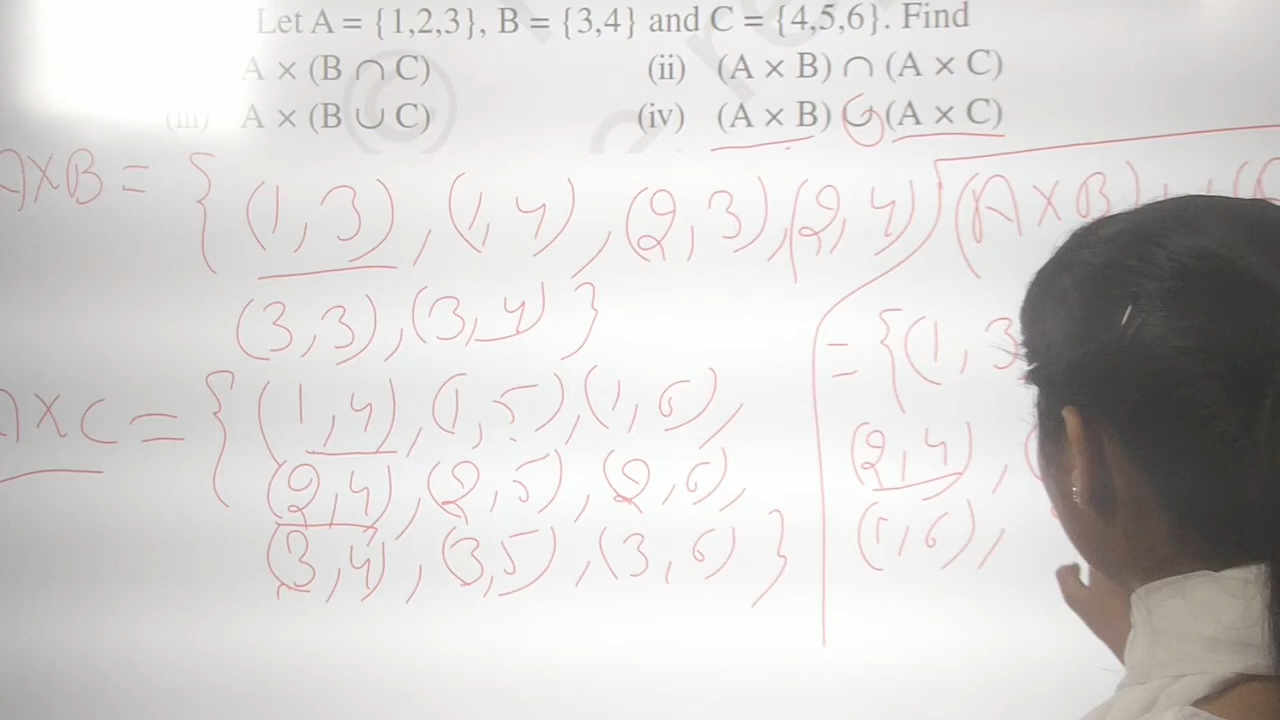 Let A = {1,2,3}, B = {3,4} and C = {4,5,6}. Find
A × (B ∩ C) (ii) (A × B) ∩ (A × C)
(iii) A × (B ∪ C) (iv) (A × B) ∪ (A × C)
A×B = {(1,3), (1,4), (2,3), (2,4)
(3,3), (3,4)}
A×C = {(1,4), (1,5), (1,6),
(2,4), (2,5), (2,6),
(3,4), (3,5), (3,6)}
(A×B) ∪ (
= {(1,3
(2,4), (
(1,6),